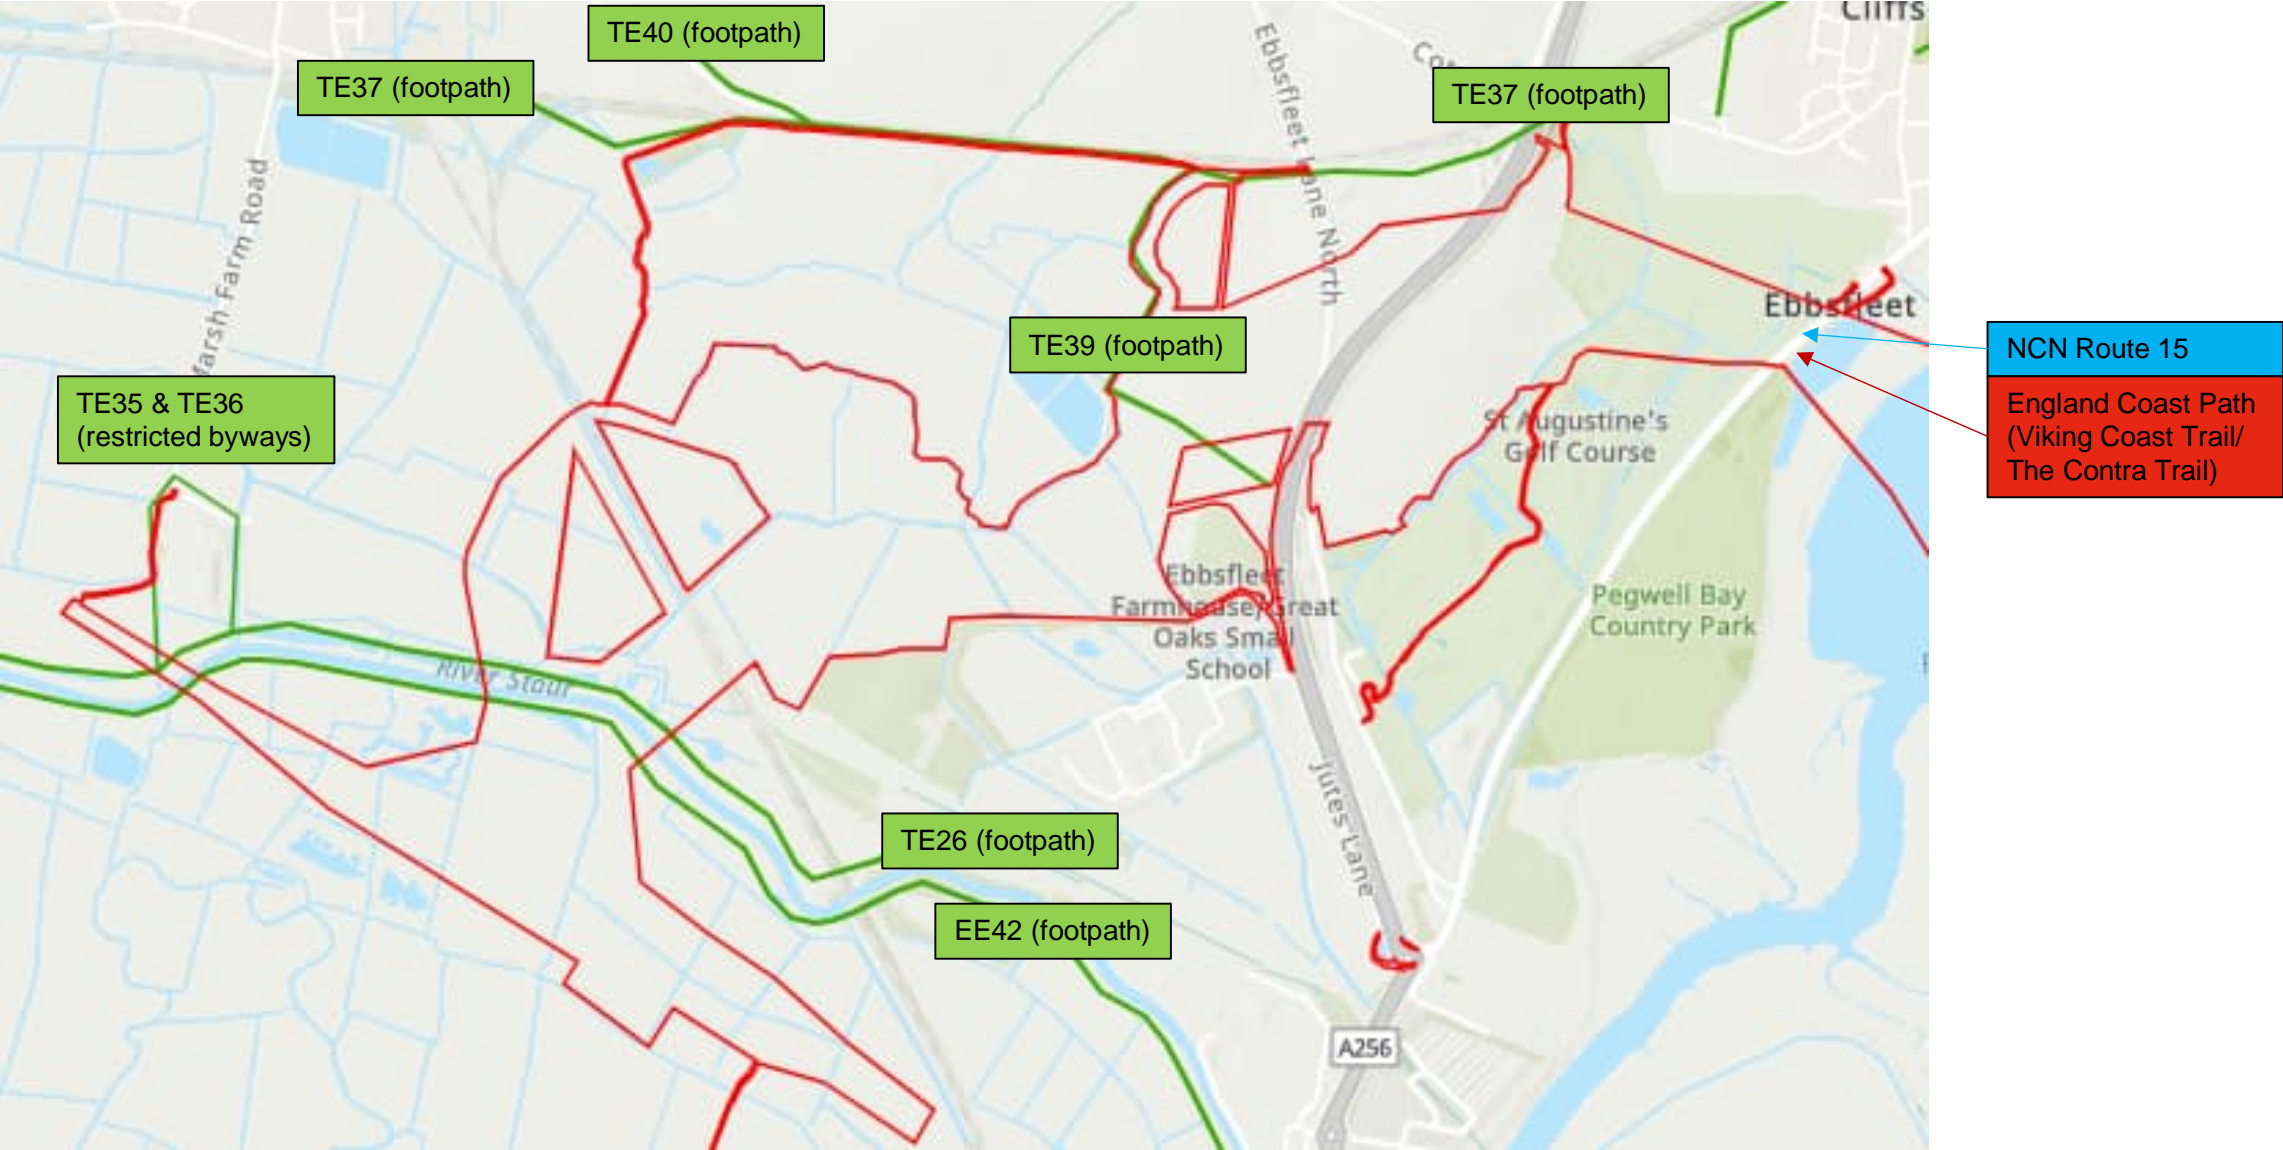 TE40 (footpath)
Cliffs
TE37 (footpath)
TE37 (footpath)
Ebbsfleet Lane North
Marsh Farm Road
Ebbsfleet
TE39 (footpath)
NCN Route 15
England Coast Path
(Viking Coast Trail/
The Contra Trail)
TE35 & TE36
(restricted byways)
St Augustine's
Golf Course
Ebbsfleet
Farmhouse/Great
Oaks Small
School
Pegwell Bay
Country Park
River Stour
Jutes Lane
TE26 (footpath)
EE42 (footpath)
A256